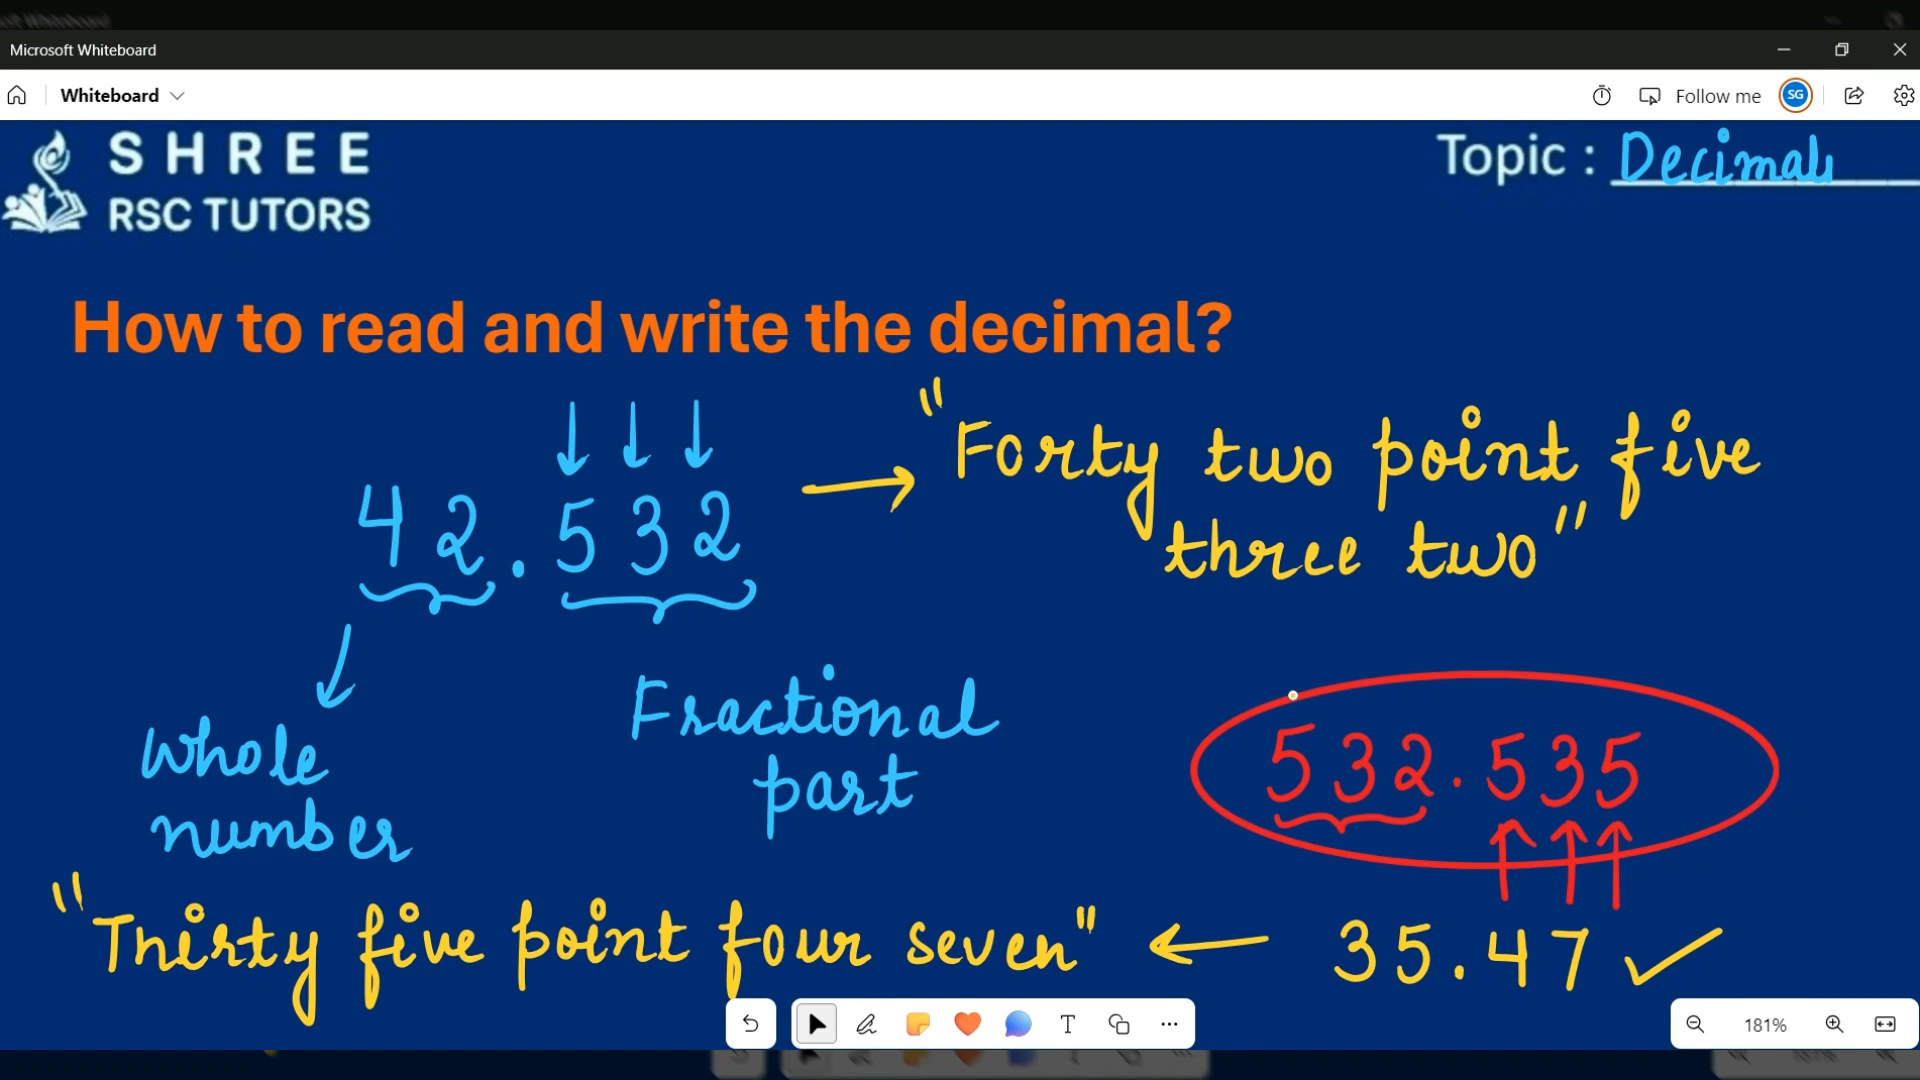 Microsoft Whiteboard
Whiteboard
Follow me
SG
SHREE
RSC TUTORS
Topic : Decimals
How to read and write the decimal?
42.532
"Forty two point five
three two"
Whole
number
Fractional
part
532.535
"Thirty five point four seven"
35.47
T
181%